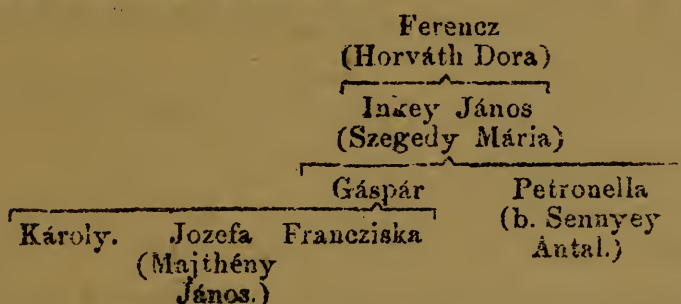 Ferencz
(Horváth Dora)
Inkey János
(Szegedy Mária)
Gáspár Petronella
(b. Sennyey
Antal.)
Károly. Jozefa Francziska
(Majthény
János.)